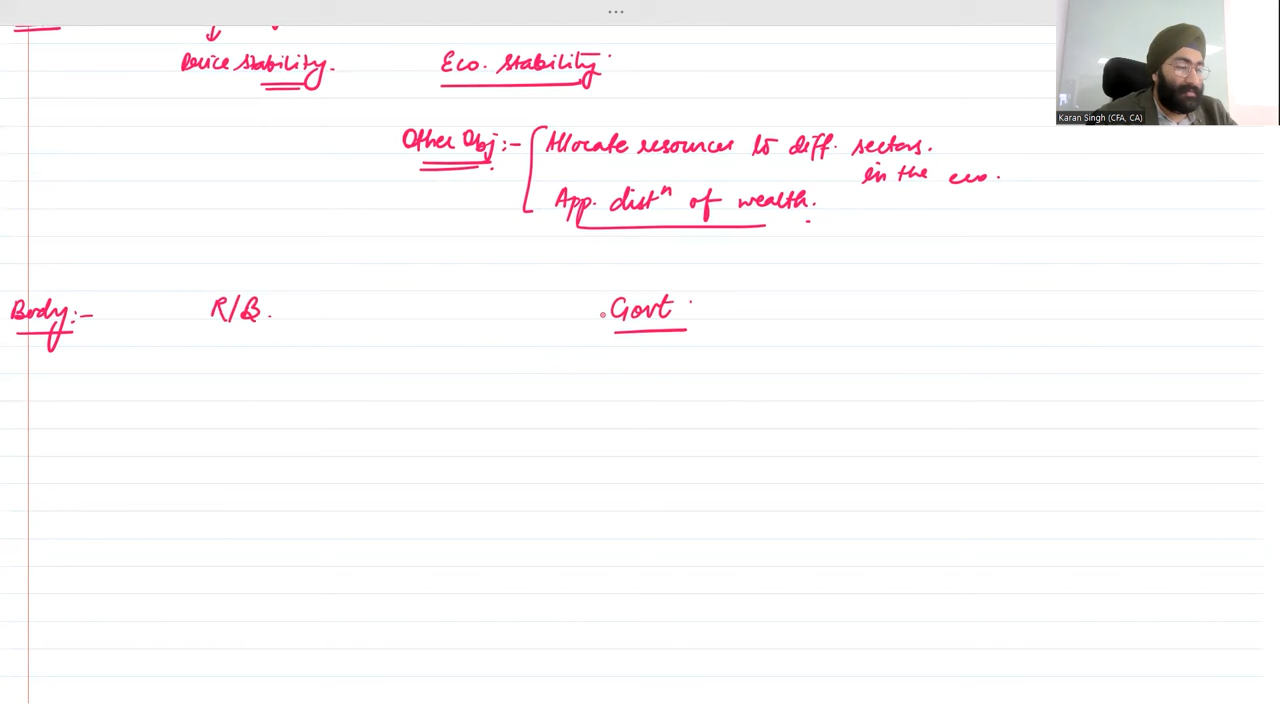 Price stability. Eco. stability
Other Obj:- Allocate resources to diff. sectors.
in the eco.
App. distⁿ of wealth.
Body:- R/B. Govt
Karan Singh (CFA, CA)